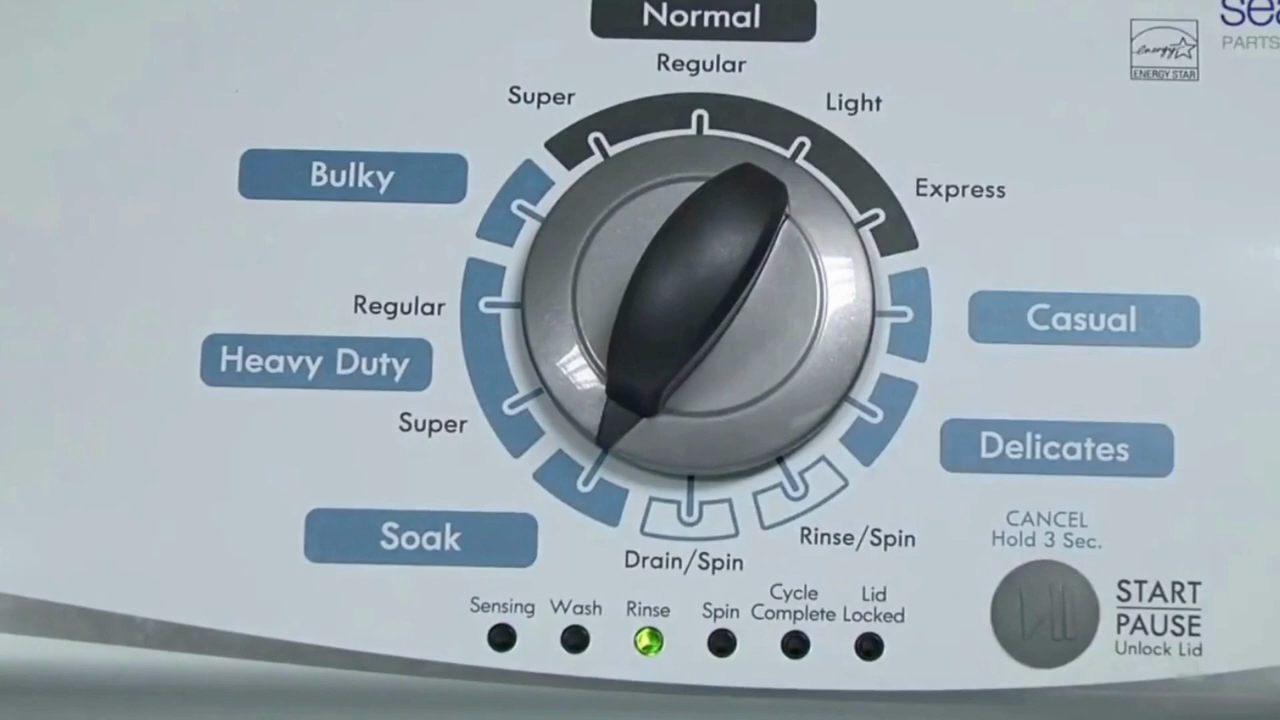 Normal
Regular
Super
Light
Bulky
Express
Regular
Casual
Heavy Duty
Super
Delicates
Soak
Drain/Spin
Rinse/Spin
CANCEL
Hold 3 Sec.
Sensing
Wash
Rinse
Spin
Cycle
Complete
Lid
Locked
START
PAUSE
Unlock Lid
energy
ENERGY STAR
PARTS